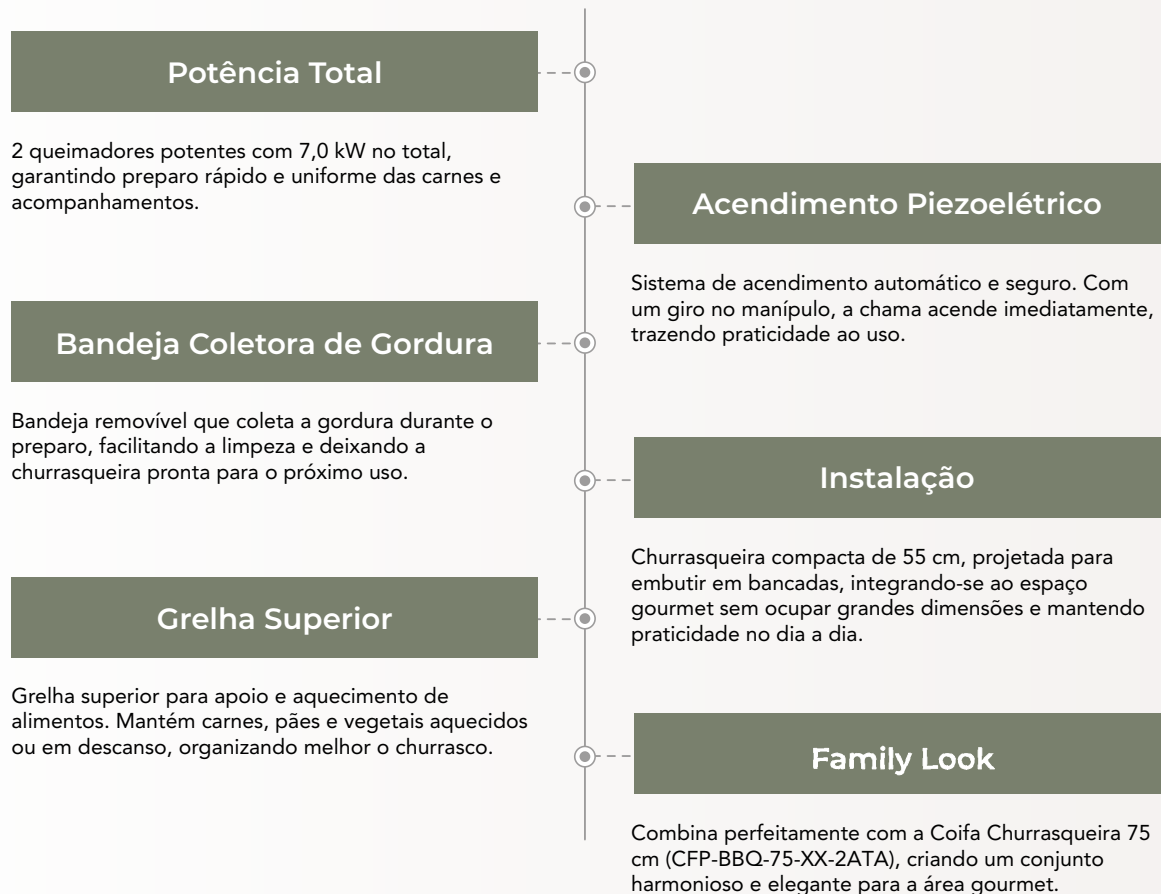 Potência Total
2 queimadores potentes com 7,0 kW no total,
garantindo preparo rápido e uniforme das carnes e
acompanhamentos.
Acendimento Piezoelétrico
Sistema de acendimento automático e seguro. Com
um giro no manípulo, a chama acende imediatamente,
trazendo praticidade ao uso.
Bandeja Coletora de Gordura
Bandeja removível que coleta a gordura durante o
preparo, facilitando a limpeza e deixando a
churrasqueira pronta para o próximo uso.
Instalação
Churrasqueira compacta de 55 cm, projetada para
embutir em bancadas, integrando-se ao espaço
gourmet sem ocupar grandes dimensões e mantendo
praticidade no dia a dia.
Grelha Superior
Grelha superior para apoio e aquecimento de
alimentos. Mantém carnes, pães e vegetais aquecidos
ou em descanso, organizando melhor o churrasco.
Family Look
Combina perfeitamente com a Coifa Churrasqueira 75
cm (CFP-BBQ-75-XX-2ATA), criando um conjunto
harmonioso e elegante para a área gourmet.